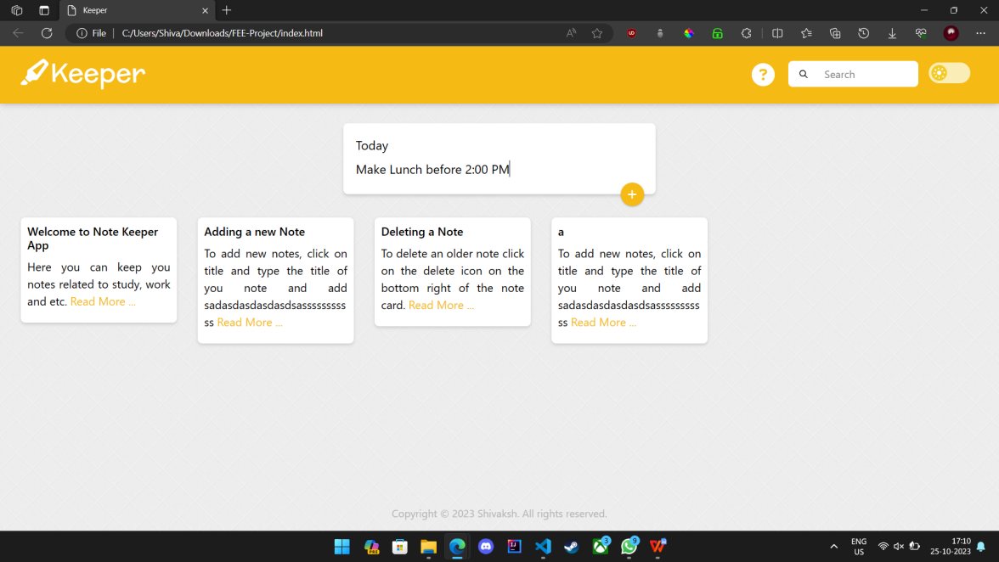 Keeper
File
C:/Users/Shiva/Downloads/FEE-Project/index.html
Keeper
?
Search
Today
Make Lunch before 2:00 PM
+
Welcome to Note Keeper
App
Here you can keep you
notes related to study, work
and etc. Read More ...
Adding a new Note
To add new notes, click on
title and type the title of
you note and add
sadasdasdasdasdsasssssssss
ss Read More ...
Deleting a Note
To delete an older note click
on the delete icon on the
bottom right of the note
card. Read More ...
a
To add new notes, click on
title and type the title of
you note and add
sadasdasdasdasdsasssssssss
ss Read More ...
Copyright © 2023 Shivaksh. All rights reserved.
PRE
3
9
ENG
US
17:10
25-10-2023